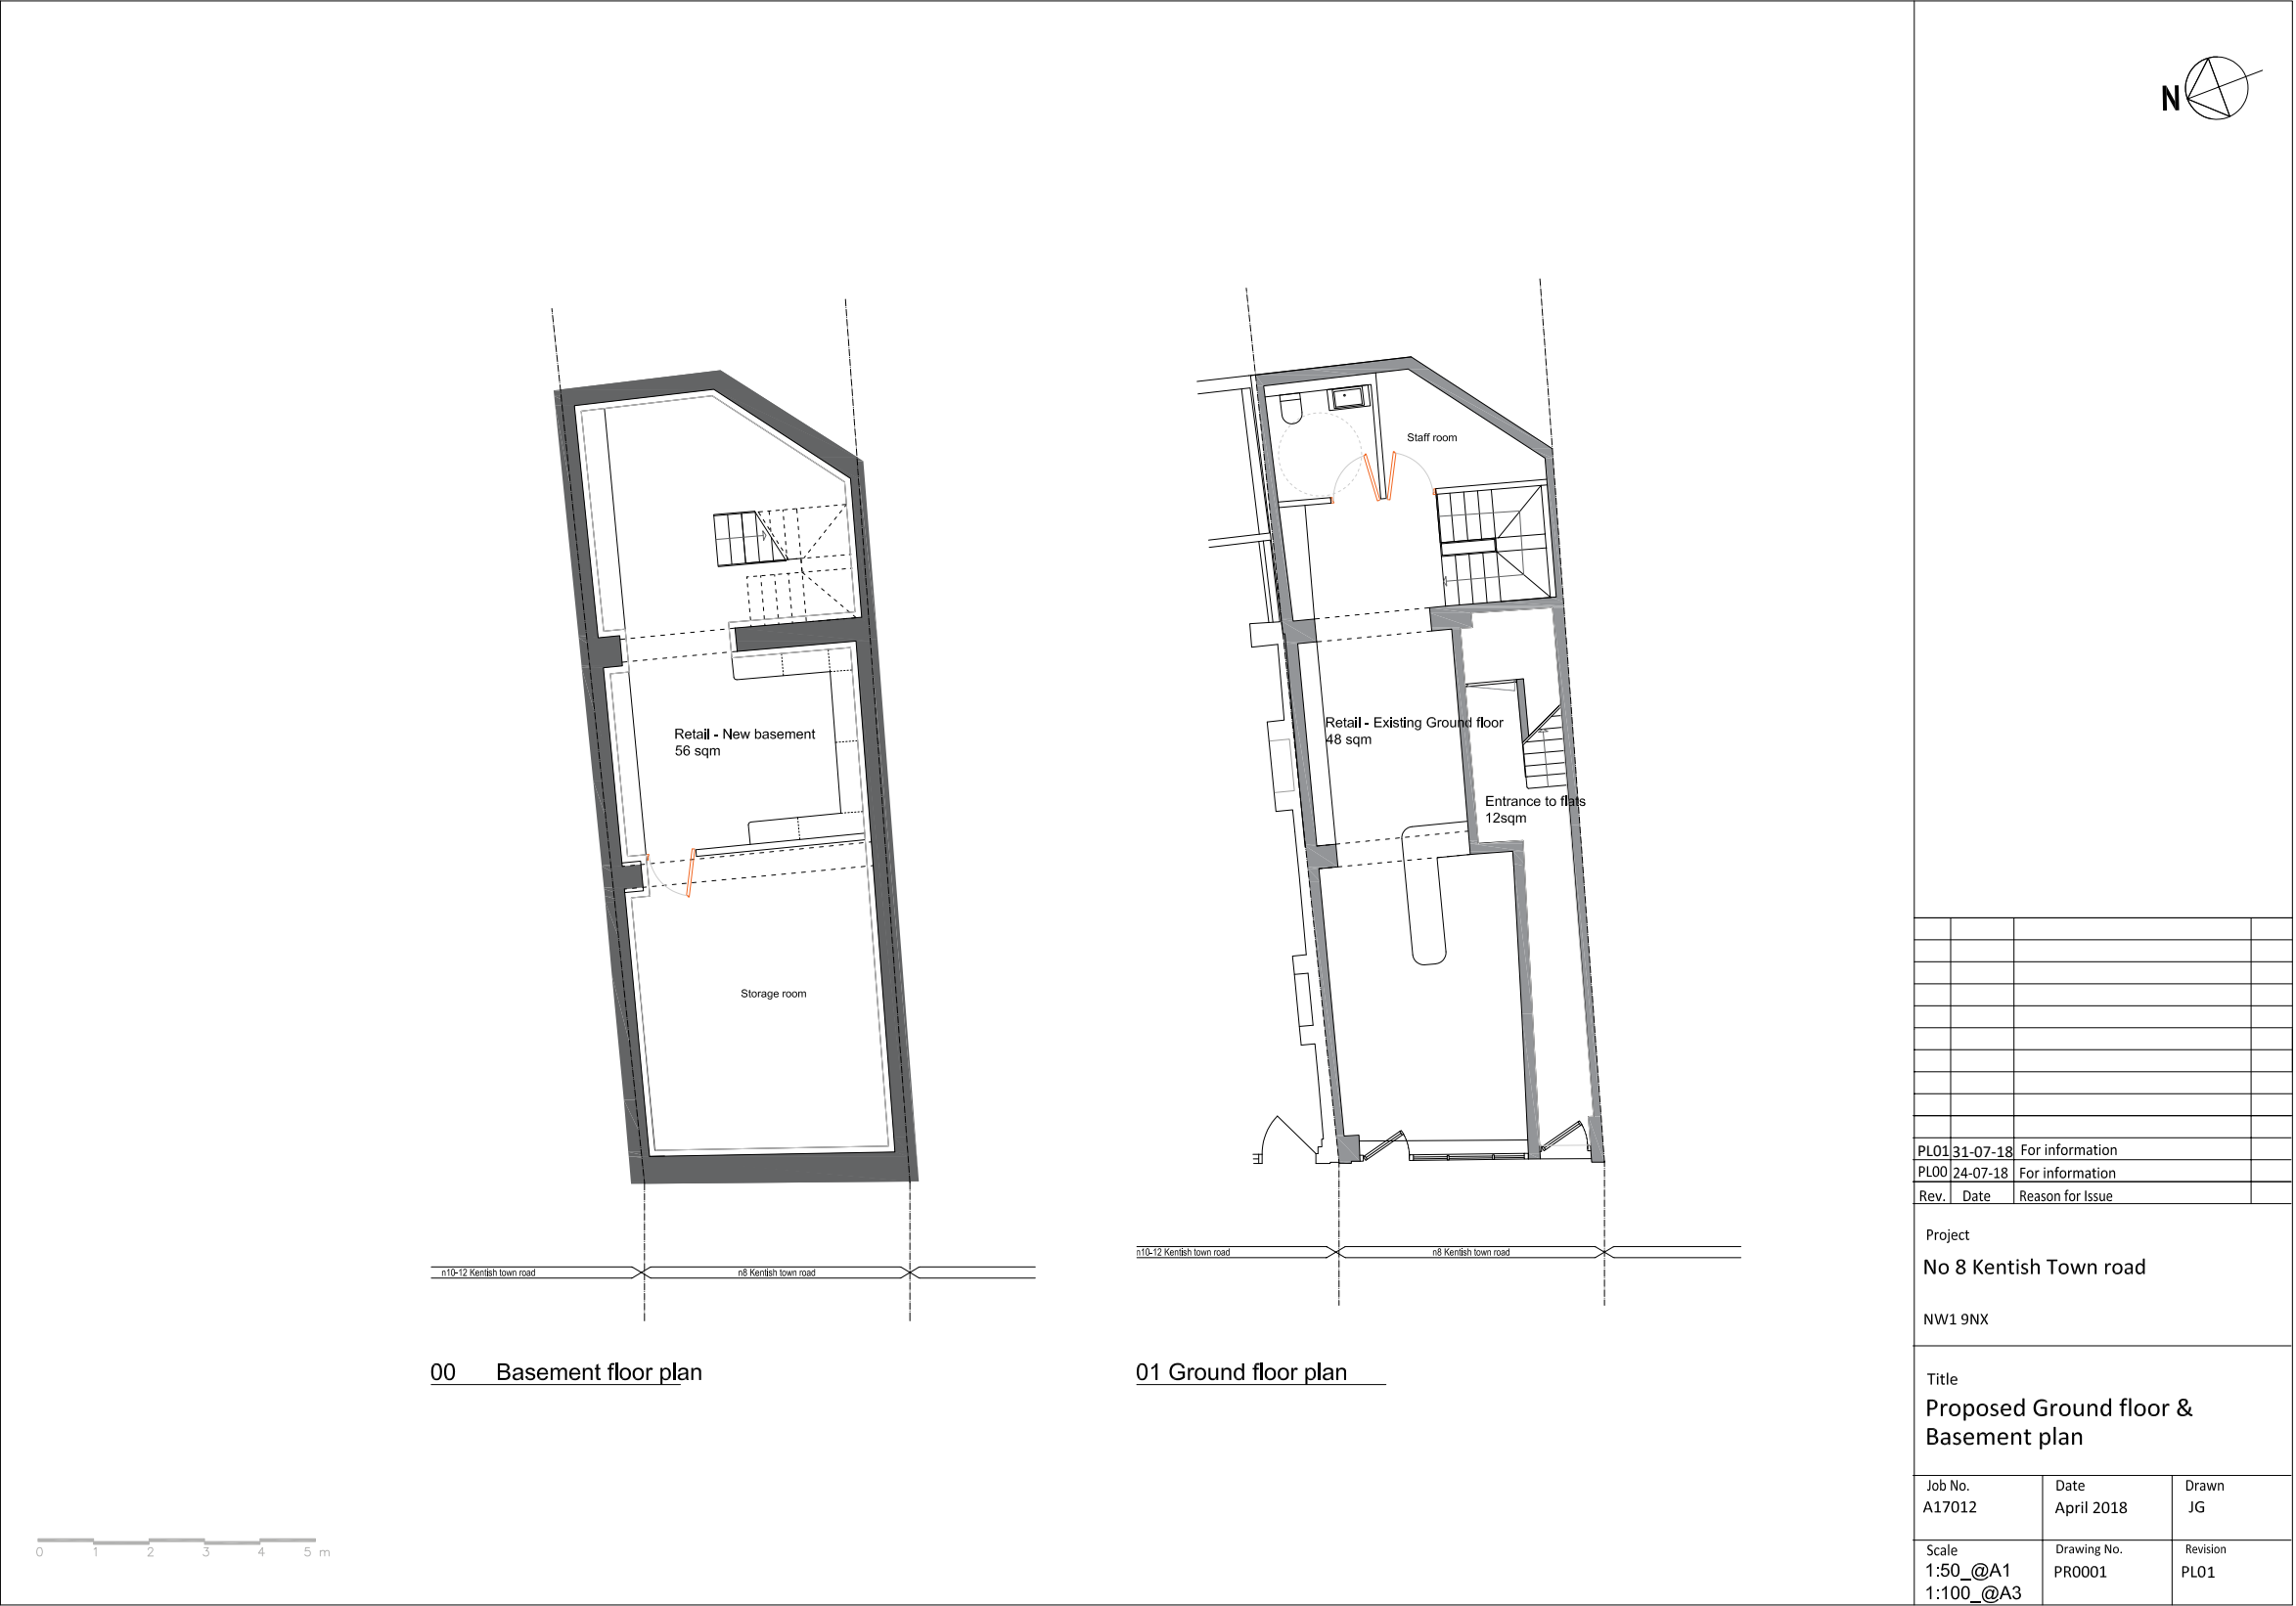 N
Staff room
Retail - New basement
56 sqm
Retail - Existing Ground floor
48 sqm
Entrance to flats
12sqm
Storage room
n10-12 Kentish town road
n8 Kentish town road
n10-12 Kentish town road
n8 Kentish town road
00 Basement floor plan
01 Ground floor plan
0 1 2 3 4 5 m
PL01 31-07-18 For information
PL00 24-07-18 For information
Rev. Date Reason for Issue
Project
No 8 Kentish Town road
NW1 9NX
Title
Proposed Ground floor &
Basement plan
Job No. Date Drawn
A17012 April 2018 JG
Scale Drawing No. Revision
1:50_@A1 PR0001 PL01
1:100_@A3